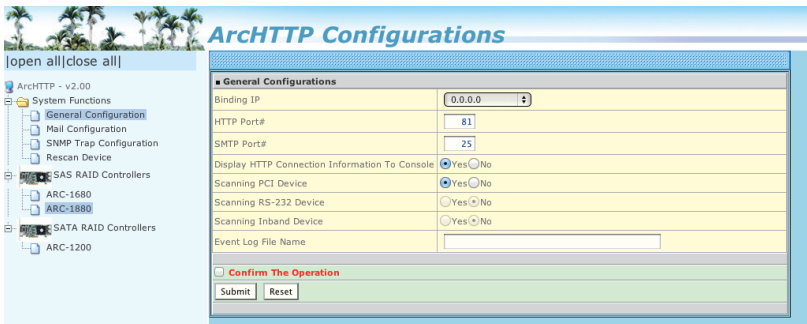 ArcHTTP Configurations
|open all|close all|
ArcHTTP - v2.00
System Functions
General Configuration
Mail Configuration
SNMP Trap Configuration
Rescan Device
SAS RAID Controllers
ARC-1680
ARC-1880
SATA RAID Controllers
ARC-1200
General Configurations
Binding IP 0.0.0.0
HTTP Port# 81
SMTP Port# 25
Display HTTP Connection Information To Console Yes No
Scanning PCI Device Yes No
Scanning RS-232 Device Yes No
Scanning Inband Device Yes No
Event Log File Name
Confirm The Operation
Submit Reset